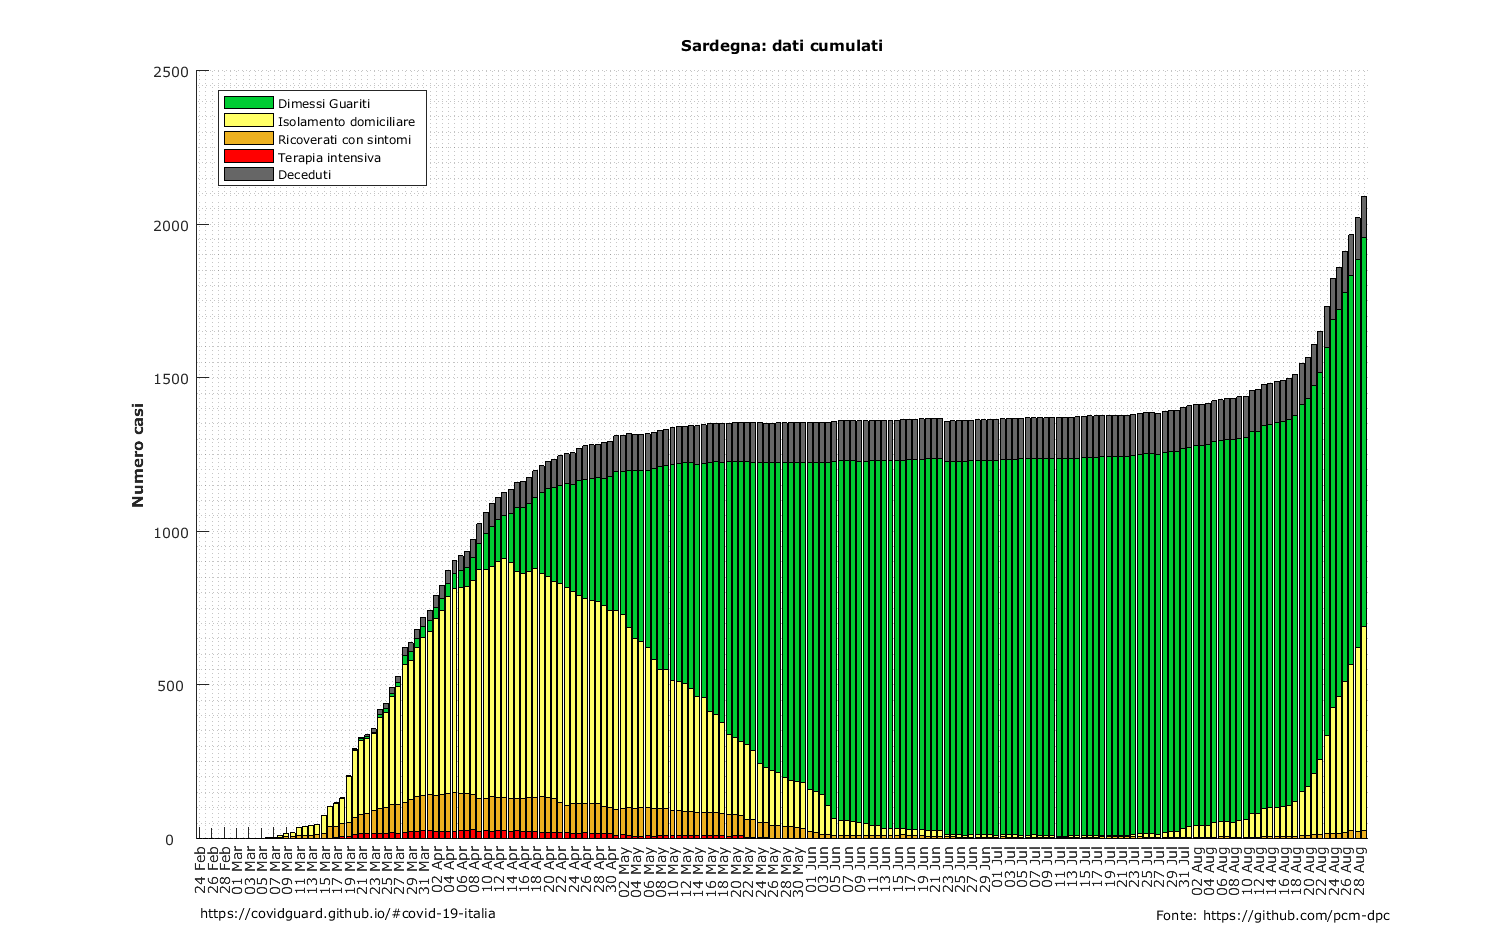 Sardegna: dati cumulati
2500
2000
1500
1000
500
0
Numero casi
Dimessi Guariti
Isolamento domiciliare
Ricoverati con sintomi
Terapia intensiva
Deceduti
24 Feb
26 Feb
28 Feb
01 Mar
03 Mar
05 Mar
07 Mar
09 Mar
11 Mar
13 Mar
15 Mar
17 Mar
19 Mar
21 Mar
23 Mar
25 Mar
27 Mar
29 Mar
31 Mar
02 Apr
04 Apr
06 Apr
08 Apr
10 Apr
12 Apr
14 Apr
16 Apr
18 Apr
20 Apr
22 Apr
24 Apr
26 Apr
28 Apr
30 Apr
02 May
04 May
06 May
08 May
10 May
12 May
14 May
16 May
18 May
20 May
22 May
24 May
26 May
28 May
30 May
01 Jun
03 Jun
05 Jun
07 Jun
09 Jun
11 Jun
13 Jun
15 Jun
17 Jun
19 Jun
21 Jun
23 Jun
25 Jun
27 Jun
29 Jun
01 Jul
03 Jul
05 Jul
07 Jul
09 Jul
11 Jul
13 Jul
15 Jul
17 Jul
19 Jul
21 Jul
23 Jul
25 Jul
27 Jul
29 Jul
31 Jul
02 Aug
04 Aug
06 Aug
08 Aug
10 Aug
12 Aug
14 Aug
16 Aug
18 Aug
20 Aug
22 Aug
24 Aug
26 Aug
28 Aug
https://covidguard.github.io/#covid-19-italia
Fonte: https://github.com/pcm-dpc